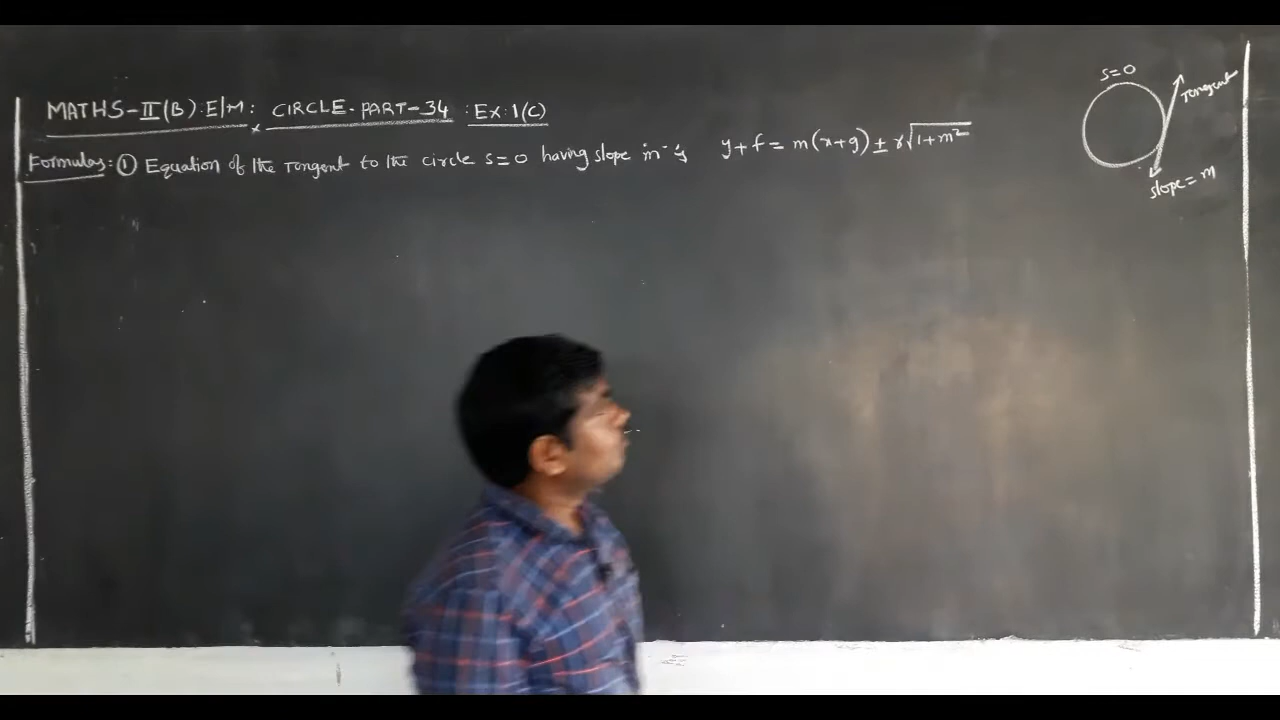 MATHS-II(B):E/M: CIRCLE-PART-34 :Ex:1(C)
Formulas: ① Equation of the Tangent to the circle S=0 having slope 'm' is y+f=m(x+g)±r√1+m²
S=0
Tangent
slope=m